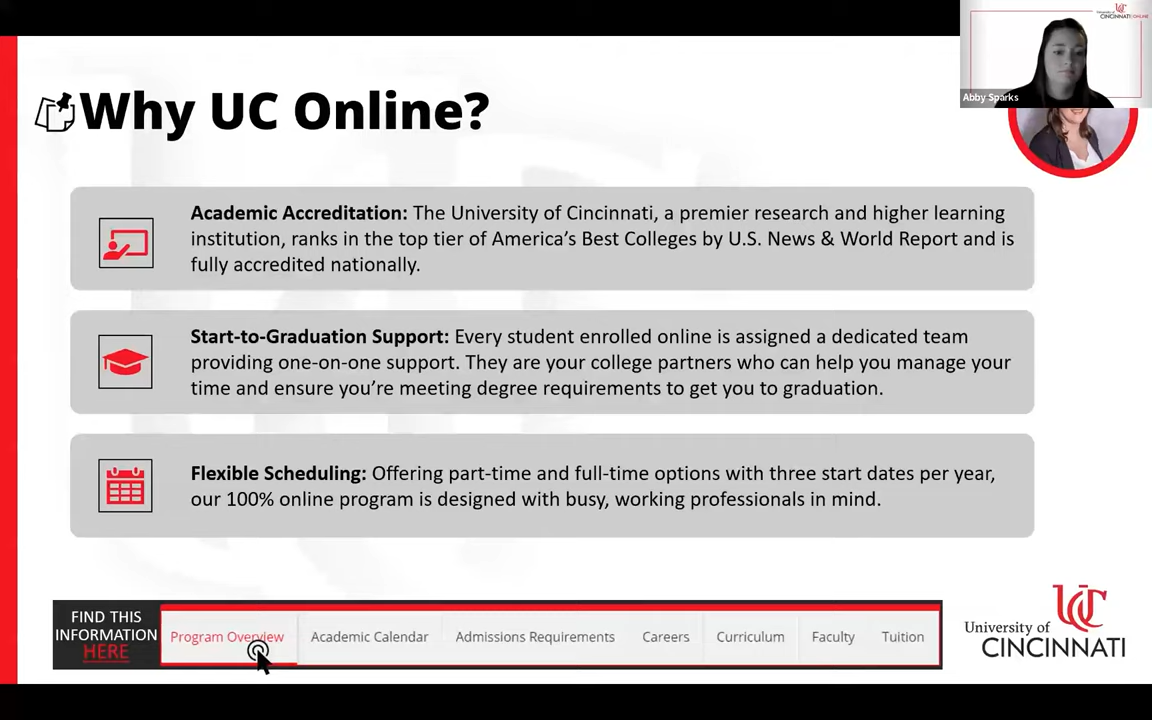 University of
CINCINNATI ONLINE
Abby Sparks
Why UC Online?
Academic Accreditation: The University of Cincinnati, a premier research and higher learning
institution, ranks in the top tier of America’s Best Colleges by U.S. News & World Report and is
fully accredited nationally.
Start-to-Graduation Support: Every student enrolled online is assigned a dedicated team
providing one-on-one support. They are your college partners who can help you manage your
time and ensure you’re meeting degree requirements to get you to graduation.
Flexible Scheduling: Offering part-time and full-time options with three start dates per year,
our 100% online program is designed with busy, working professionals in mind.
FIND THIS
INFORMATION
HERE
Program Overview Academic Calendar Admissions Requirements Careers Curriculum Faculty Tuition
University of
CINCINNATI